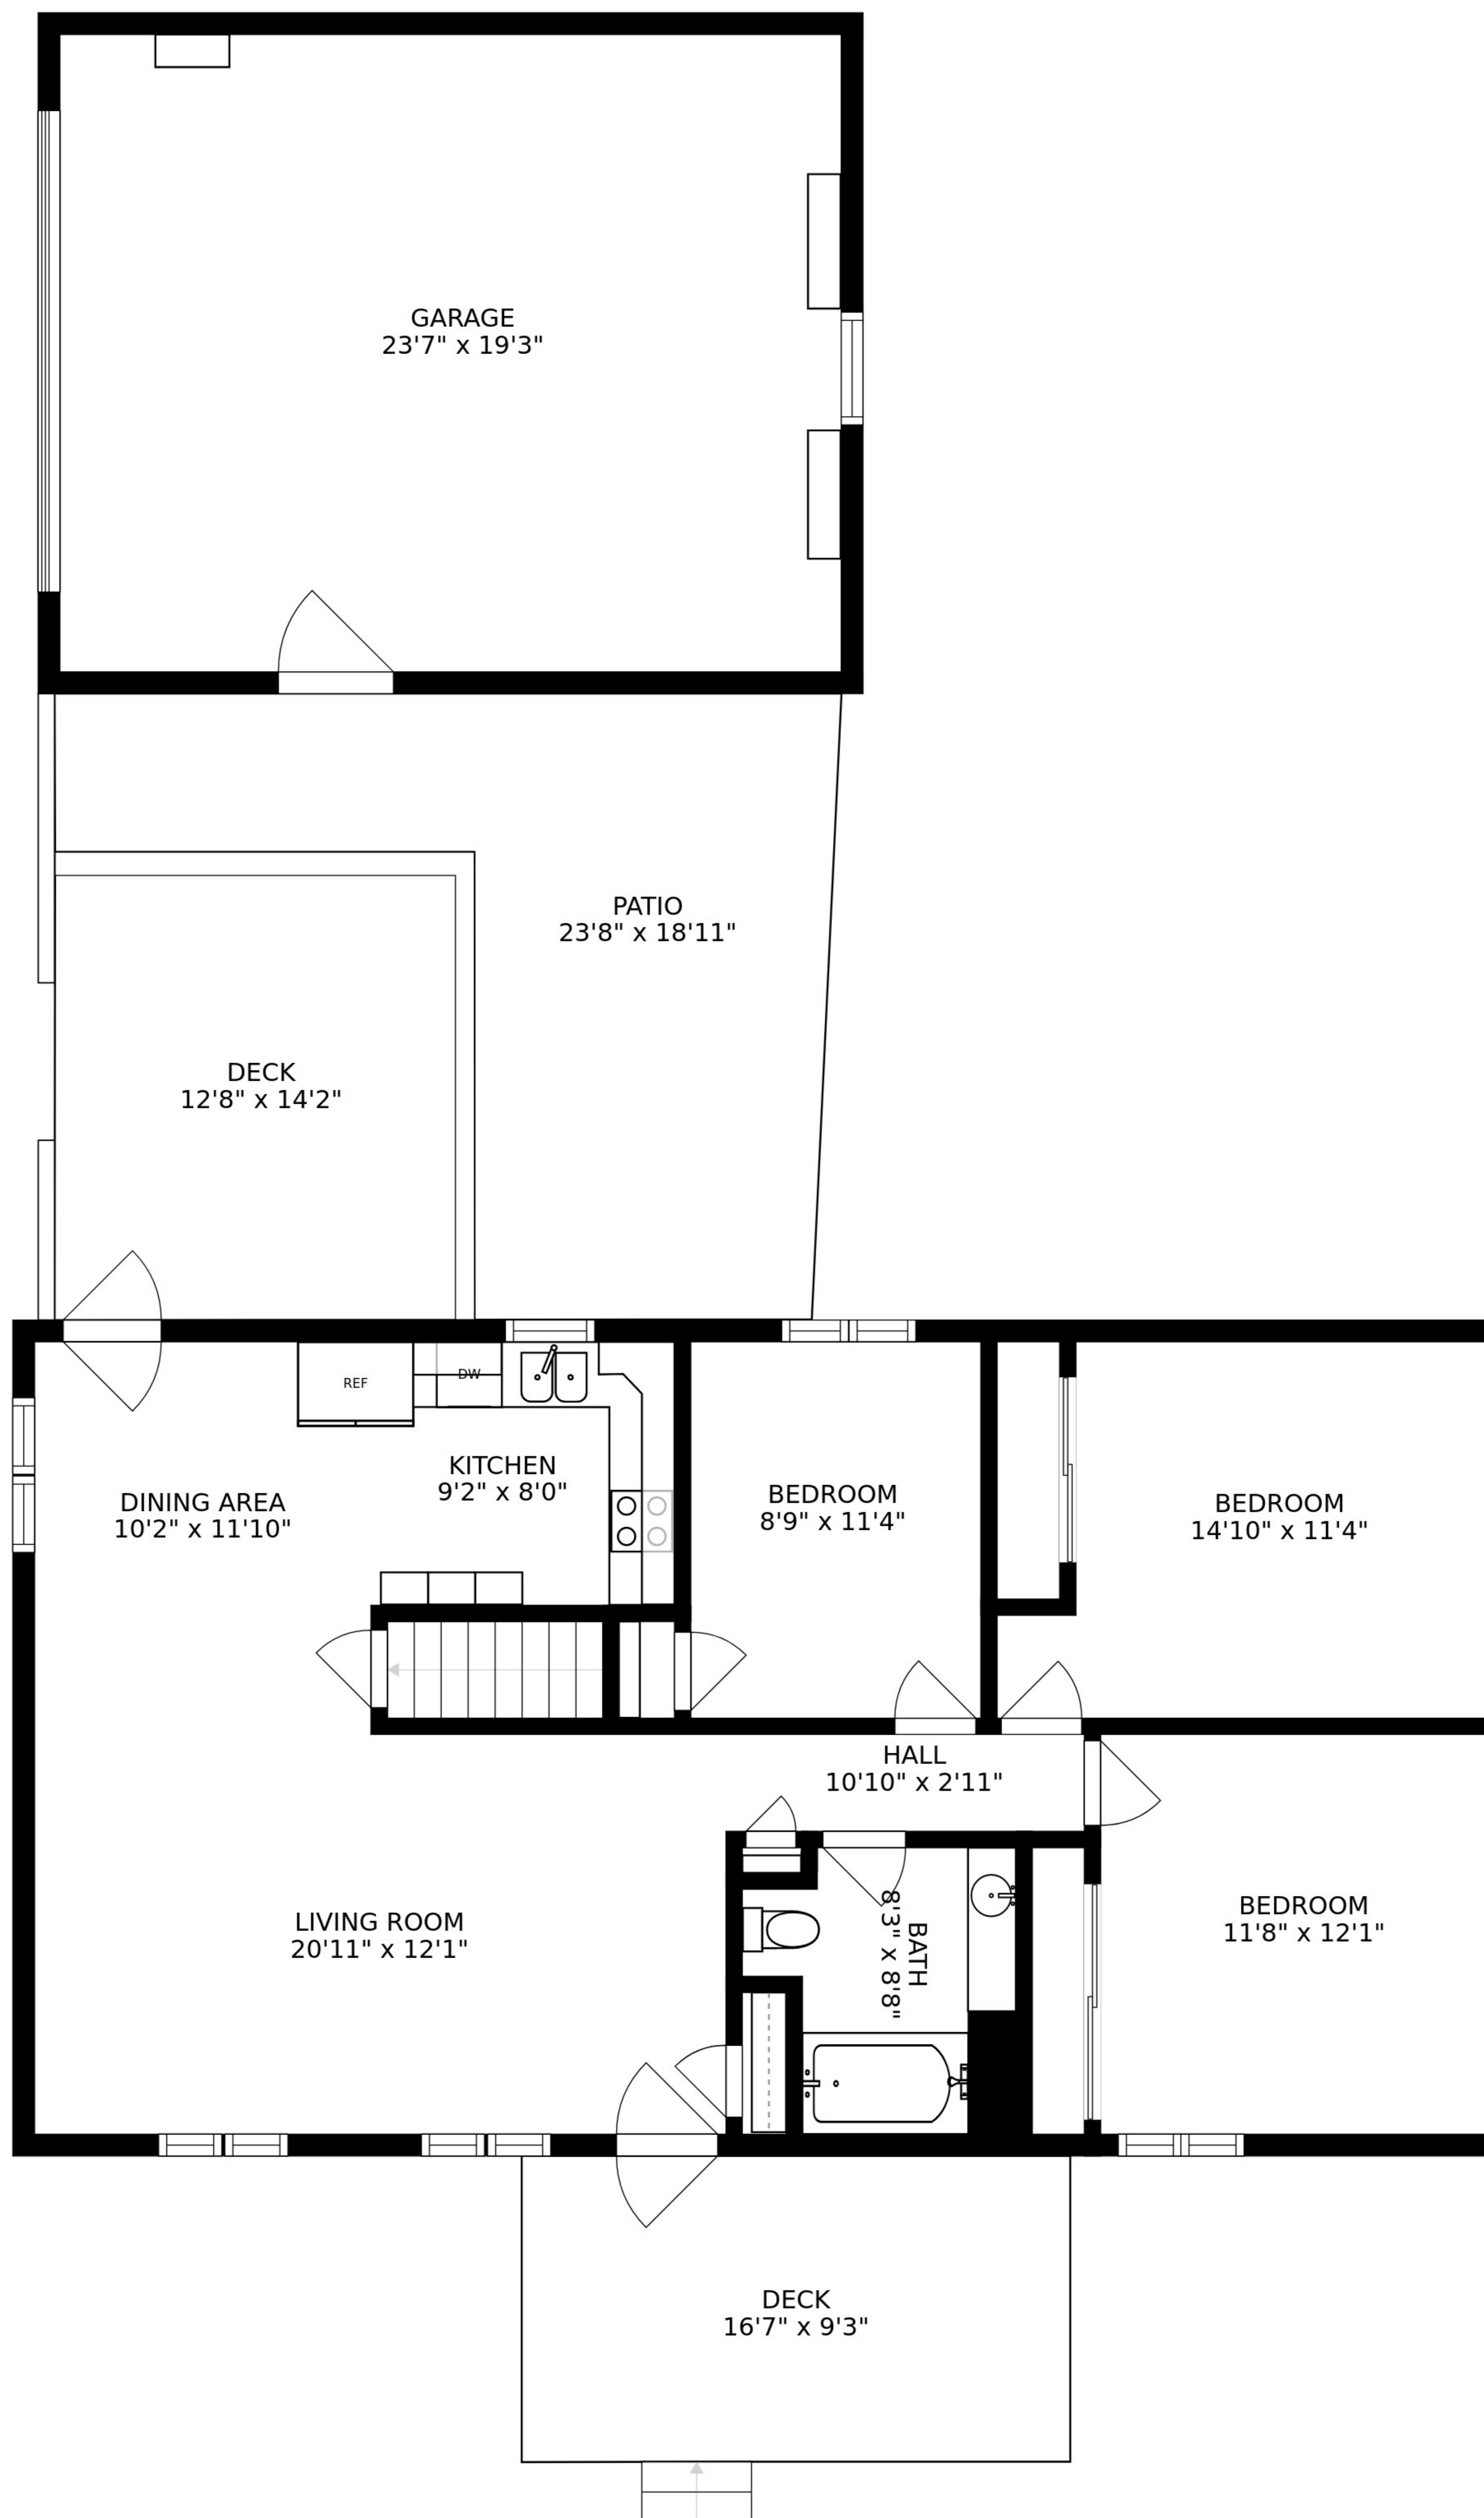 GARAGE
23'7" x 19'3"
PATIO
23'8" x 18'11"
DECK
12'8" x 14'2"
REF
DW
KITCHEN
9'2" x 8'0"
DINING AREA
10'2" x 11'10"
BEDROOM
8'9" x 11'4"
BEDROOM
14'10" x 11'4"
HALL
10'10" x 2'11"
LIVING ROOM
20'11" x 12'1"
BATH
8'3" x 8'8"
BEDROOM
11'8" x 12'1"
DECK
16'7" x 9'3"